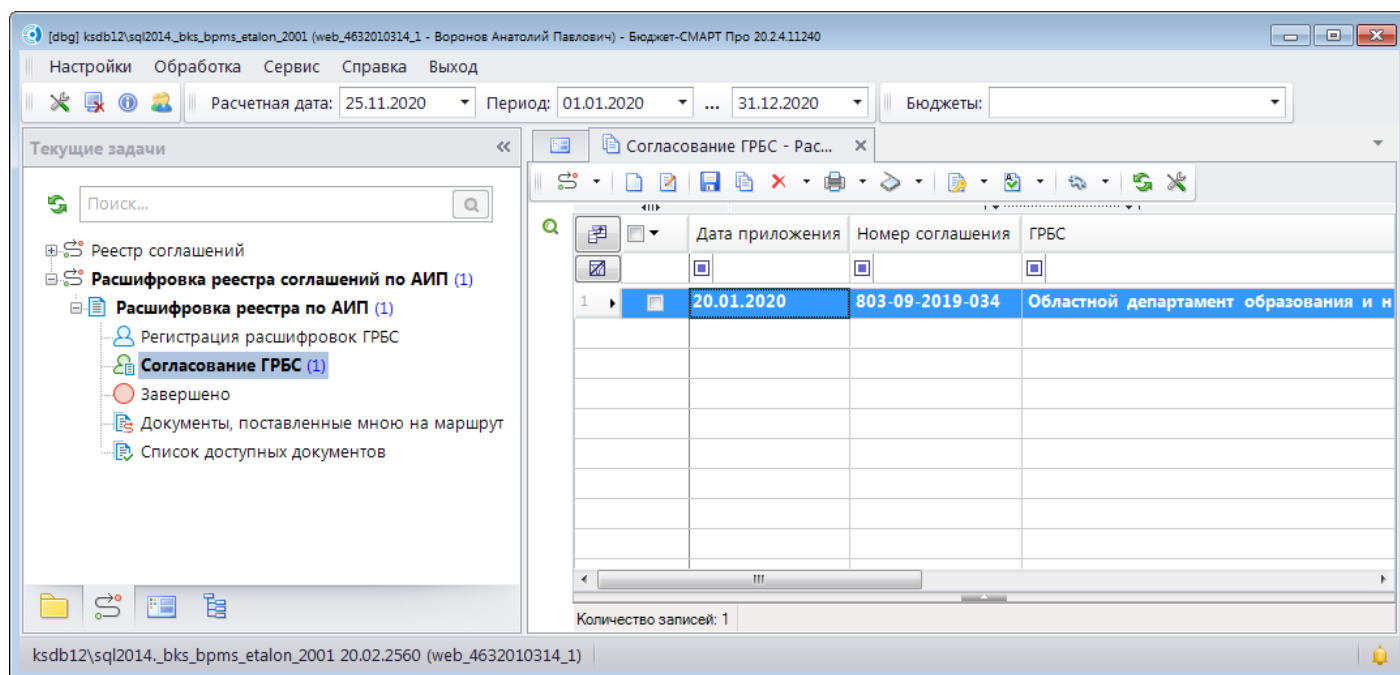 [dbg] ksdb12\sql2014._bks_bpms_etalon_2001 (web_4632010314_1 - Воронов Анатолий Павлович) - Бюджет-СМАРТ Про 20.2.4.11240
Настройки Обработка Сервис Справка Выход
Расчетная дата: 25.11.2020 Период: 01.01.2020 ... 31.12.2020 Бюджеты:
Текущие задачи
Согласование ГРБС - Рас...
Поиск...
Дата приложения Номер соглашения ГРБС
1 20.01.2020 803-09-2019-034 Областной департамент образования и н
Реестр соглашений
Расшифровка реестра соглашений по АИП (1)
Расшифровка реестра по АИП (1)
Регистрация расшифровок ГРБС
Согласование ГРБС (1)
Завершено
Документы, поставленные мною на маршрут
Список доступных документов
Количество записей: 1
ksdb12\sql2014._bks_bpms_etalon_2001 20.02.2560 (web_4632010314_1)